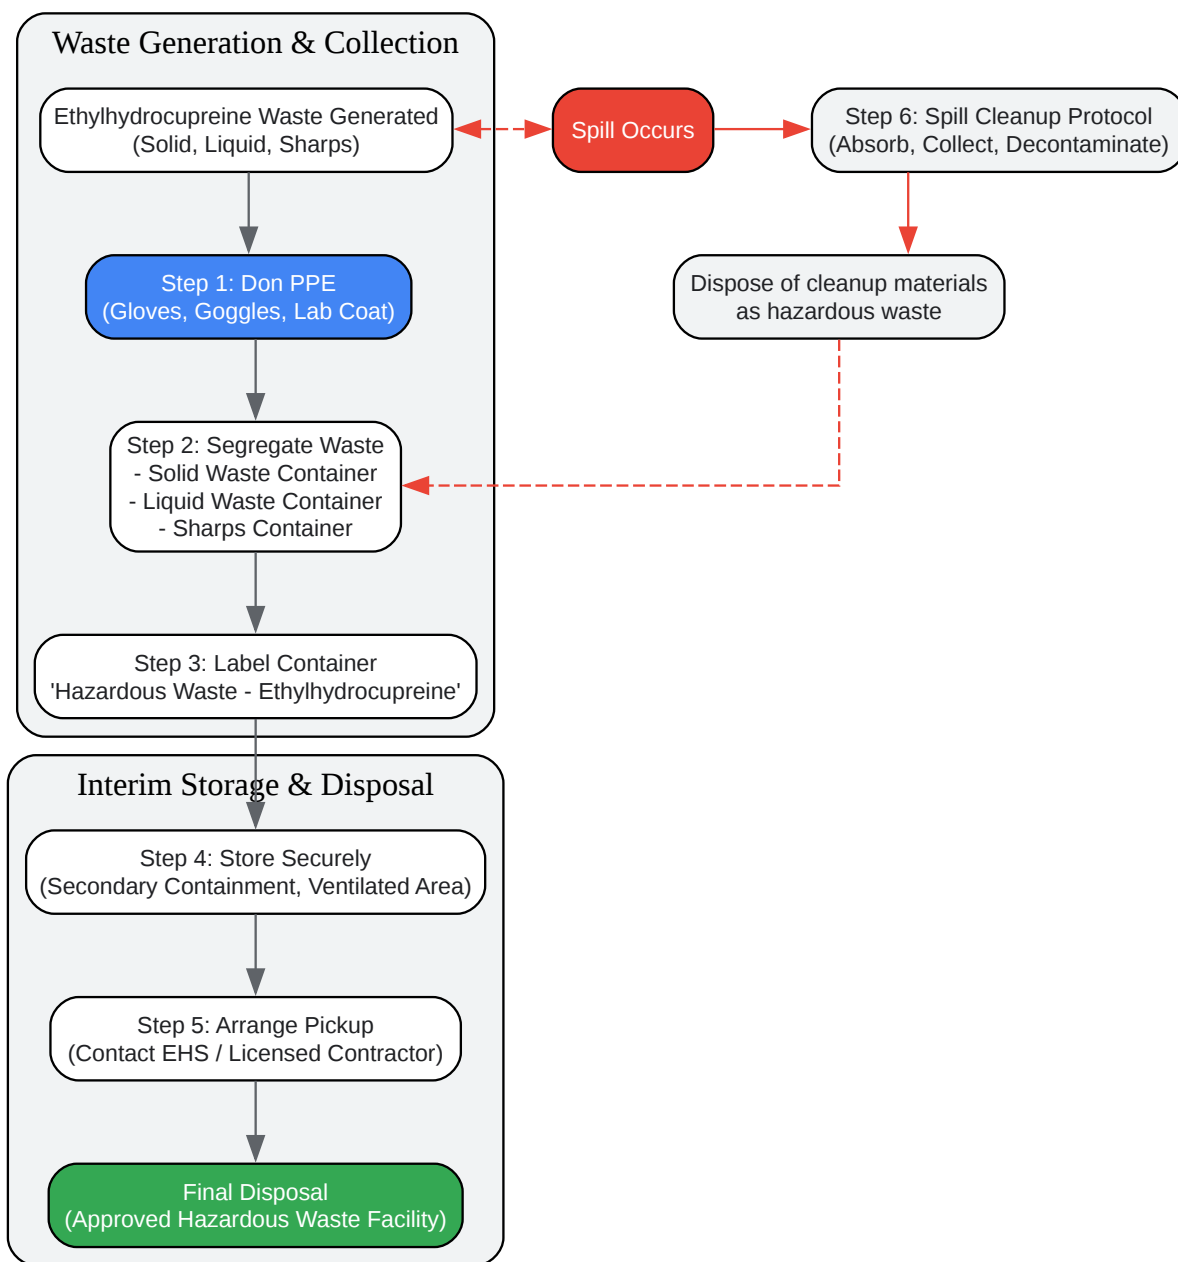 Waste Generation & Collection
Ethylhydrocupreine Waste Generated
(Solid, Liquid, Sharps)
Spill Occurs
Step 6: Spill Cleanup Protocol
(Absorb, Collect, Decontaminate)
Step 1: Don PPE
(Gloves, Goggles, Lab Coat)
Dispose of cleanup materials
as hazardous waste
Step 2: Segregate Waste
- Solid Waste Container
- Liquid Waste Container
- Sharps Container
Step 3: Label Container
'Hazardous Waste - Ethylhydrocupreine'
Interim Storage & Disposal
Step 4: Store Securely
(Secondary Containment, Ventilated Area)
Step 5: Arrange Pickup
(Contact EHS / Licensed Contractor)
Final Disposal
(Approved Hazardous Waste Facility)